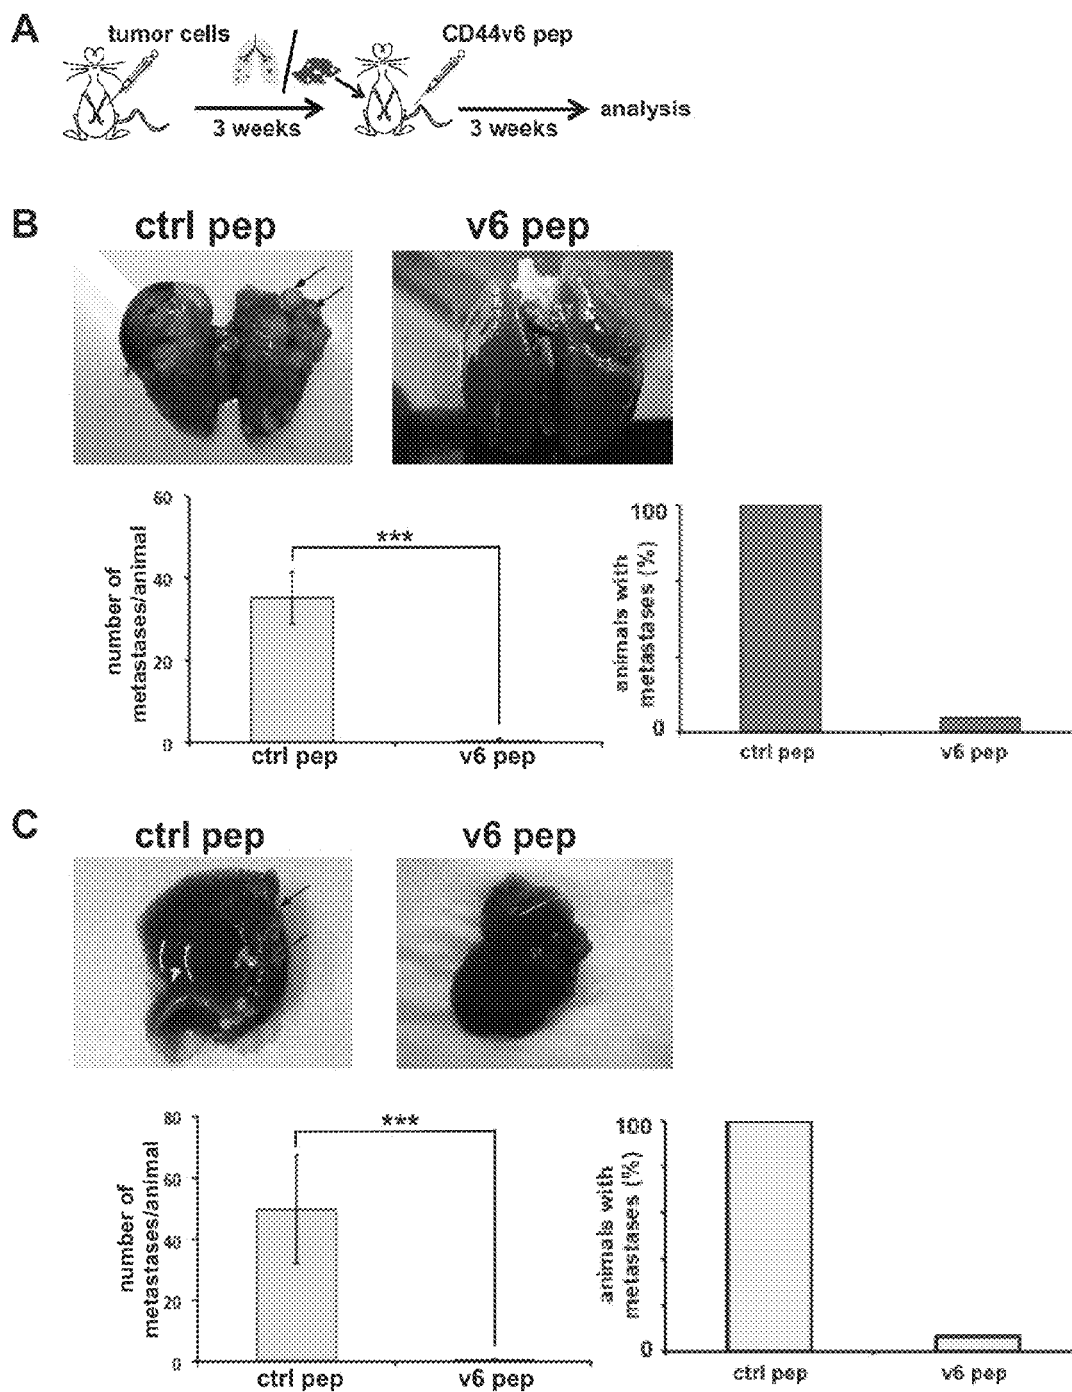 A
tumor cells
CD44v6 pep
3 weeks
3 weeks
analysis
B
ctrl pep
v6 pep
number of
metastases/animal
60
40
20
0
***
ctrl pep
v6 pep
animals with
metastases (%)
100
0
ctrl pep
v6 pep
C
ctrl pep
v6 pep
number of
metastases/animal
80
60
40
20
0
***
ctrl pep
v6 pep
animals with
metastases (%)
100
0
ctrl pep
v6 pep